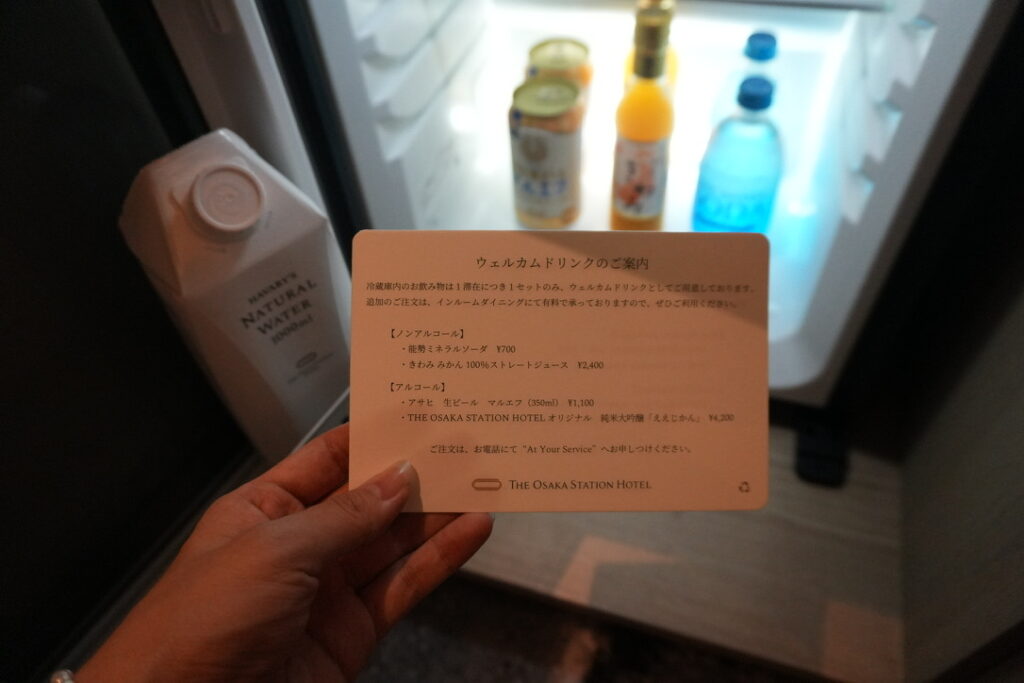 ウェルカムドリンクのご案内
冷蔵庫内のお飲み物は1滞在につき1セットのみ、ウェルカムドリンクとしてご用意しております。
追加のご注文は、インルームダイニングにて有料で承っておりますので、ぜひご利用ください。
【ノンアルコール】
・能勢ミネラルソーダ ¥700
・きわみ みかん 100％ストレートジュース ¥2,400
【アルコール】
・アサヒ 生ビール マルエフ（350ml） ¥1,100
・THE OSAKA STATION HOTEL オリジナル 純米大吟醸「ええじかん」 ¥4,200
ご注文は、お電話にて "At Your Service" へお申しつけください。
THE OSAKA STATION HOTEL
HAVARY'S
NATURAL
WATER
1000ml